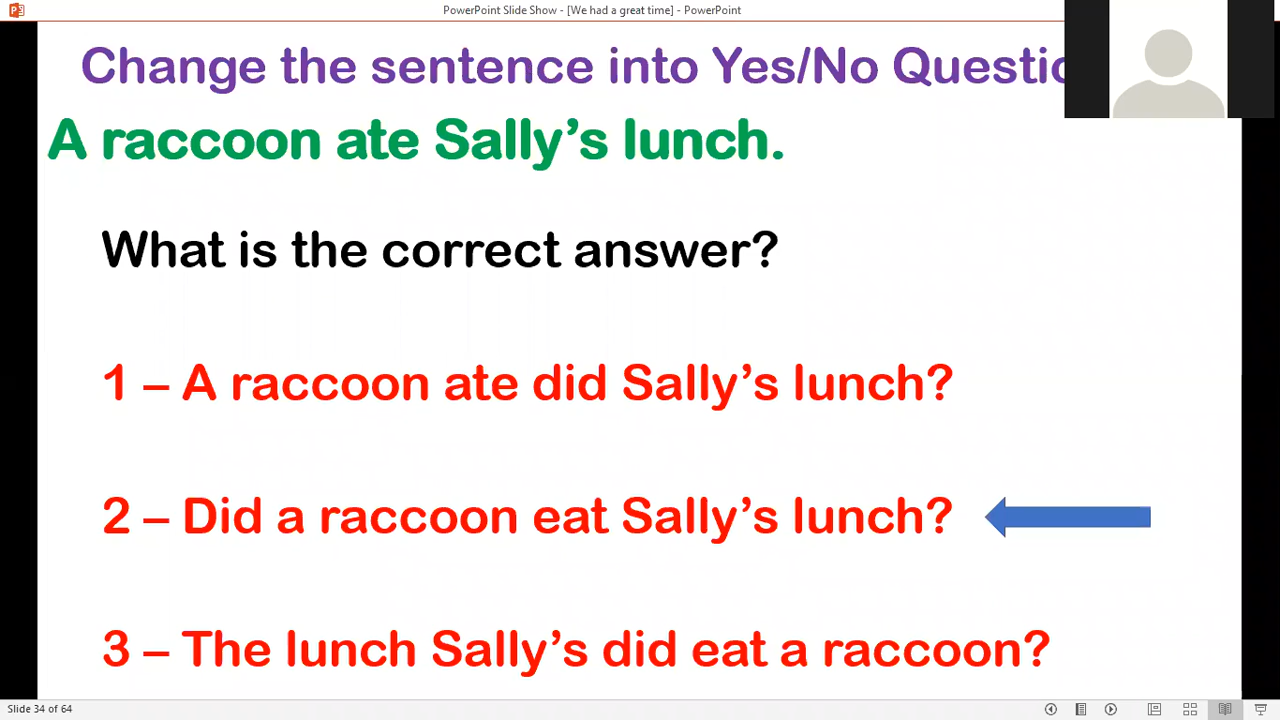 PowerPoint Slide Show - [We had a great time] - PowerPoint
Change the sentence into Yes/No Questio
A raccoon ate Sally's lunch.
What is the correct answer?
1 – A raccoon ate did Sally's lunch?
2 – Did a raccoon eat Sally's lunch?
3 – The lunch Sally's did eat a raccoon?
Slide 34 of 64